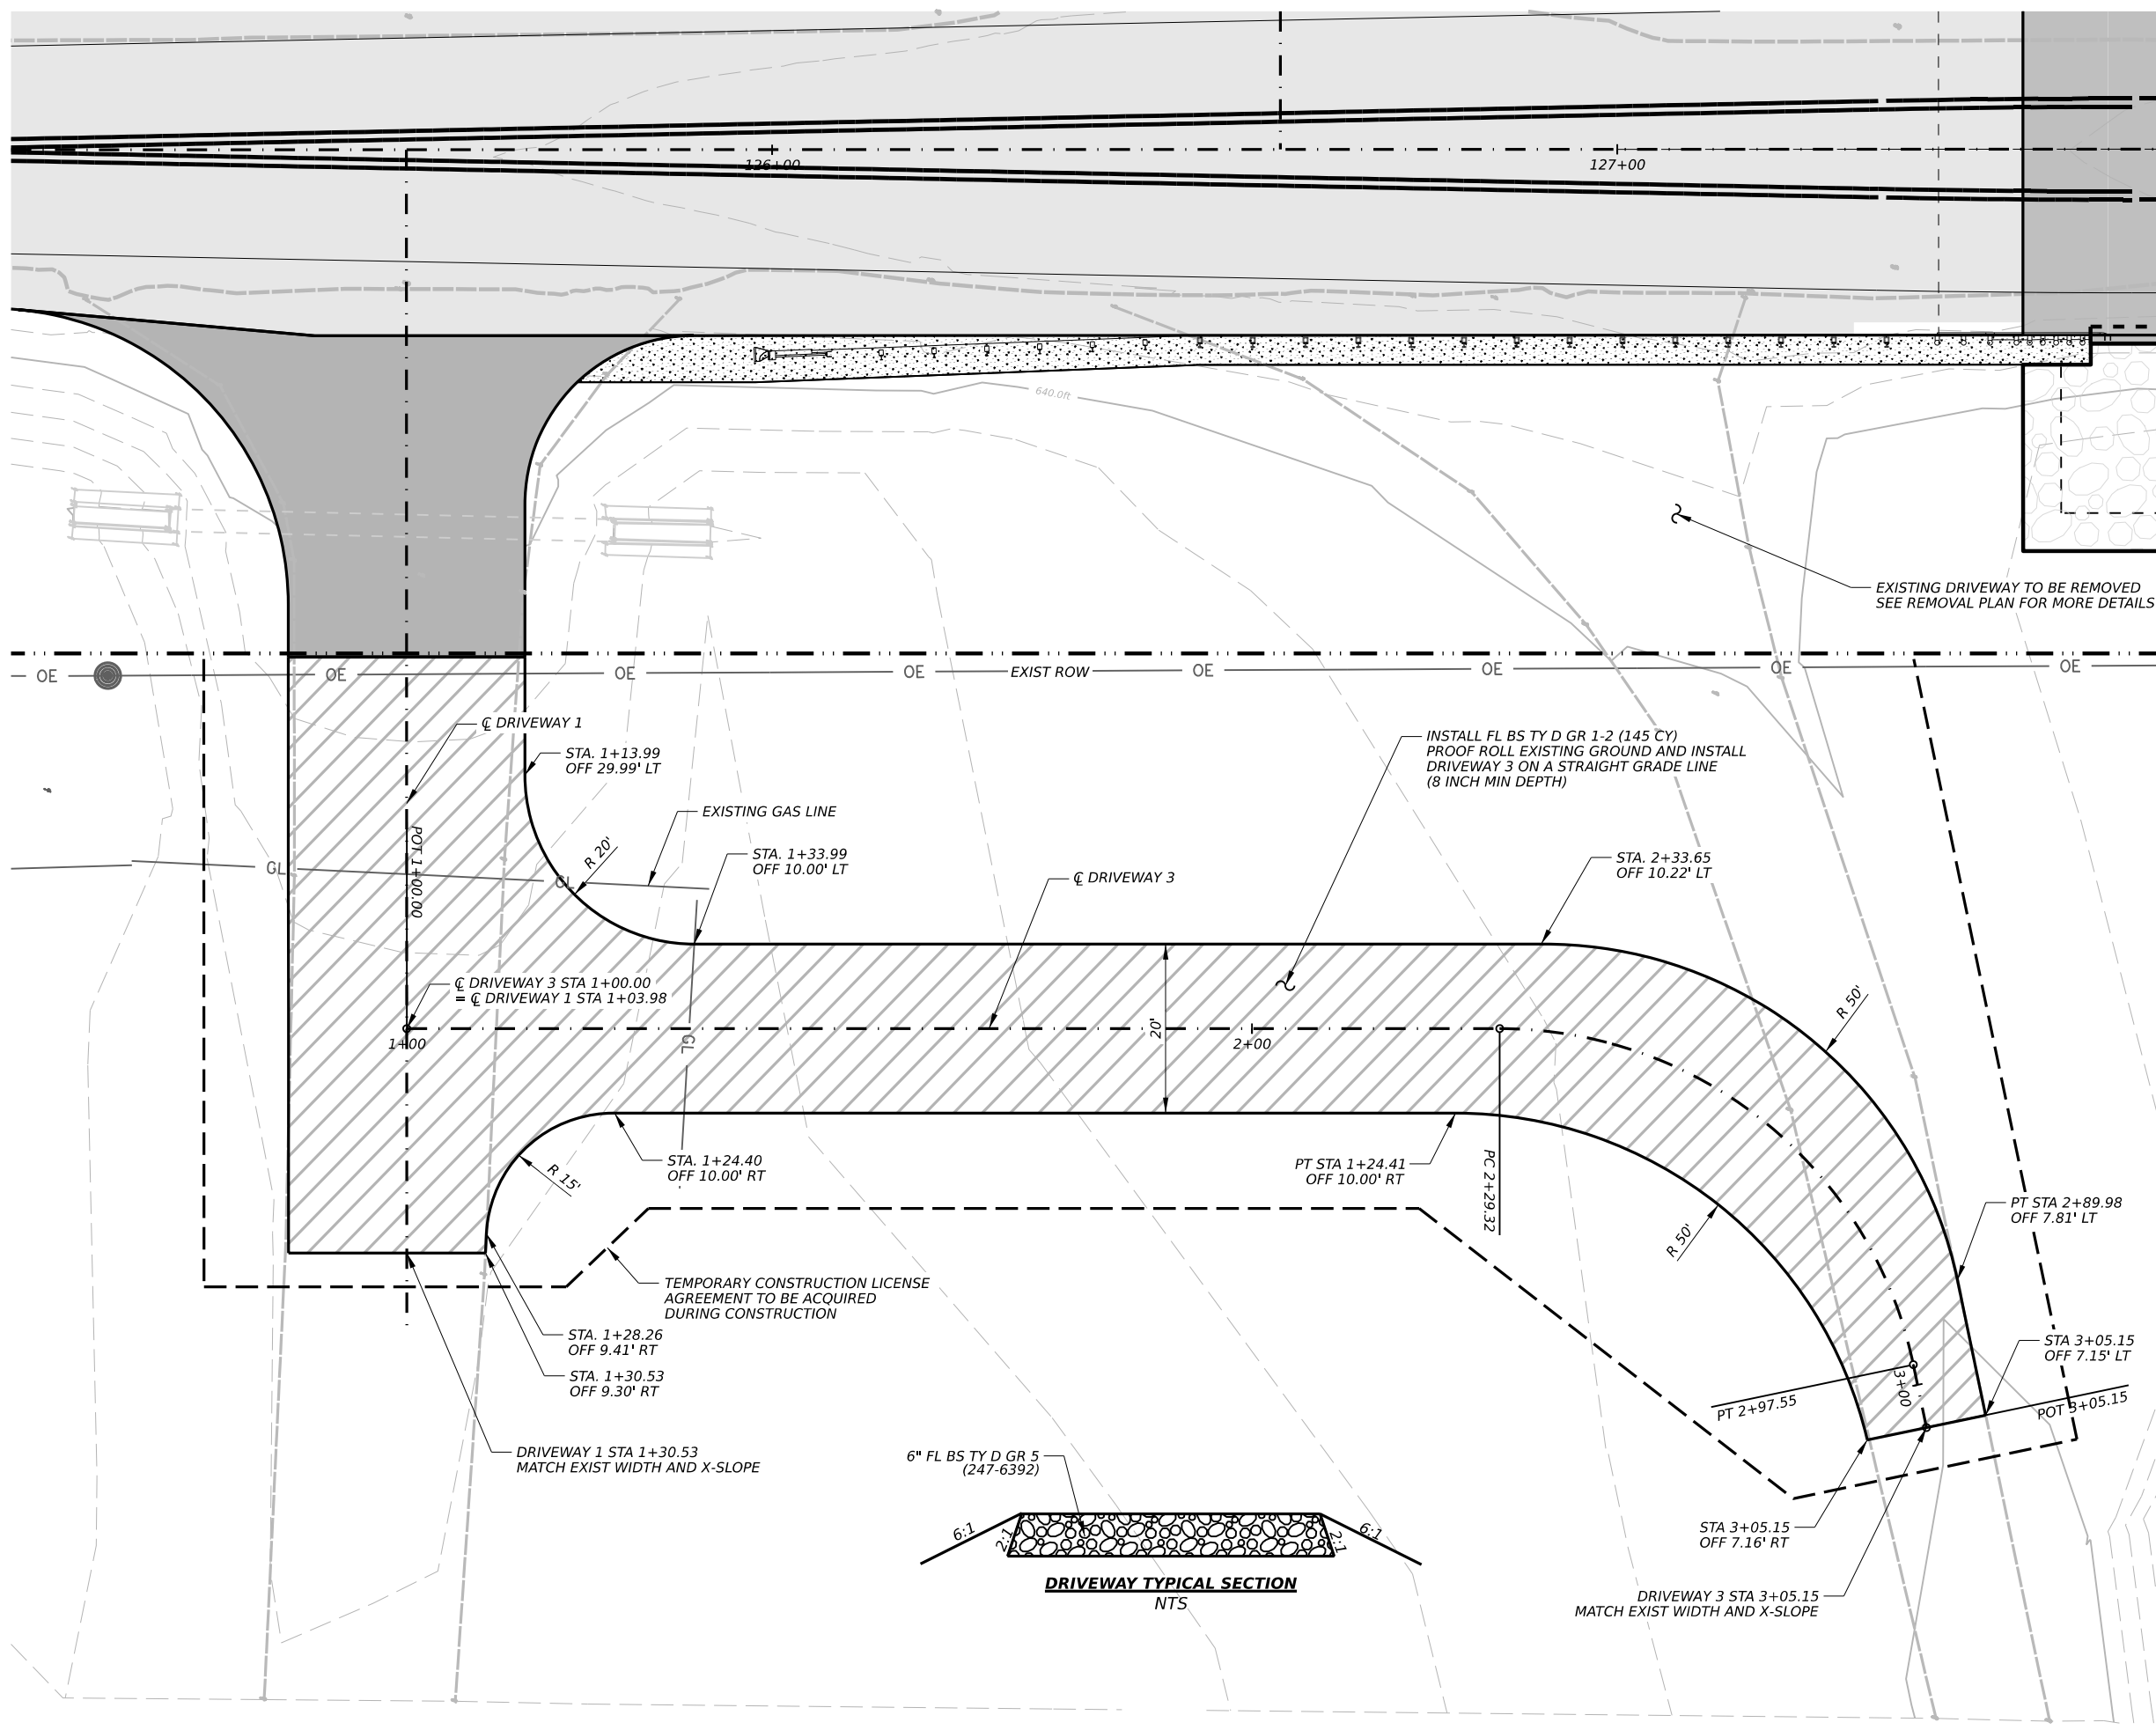 126+00
127+00
640.0ft
EXISTING DRIVEWAY TO BE REMOVED
SEE REMOVAL PLAN FOR MORE DETAILS
OE
OE
OE
OE
EXIST ROW
OE
OE
OE
OE
℄ DRIVEWAY 1
STA. 1+13.99
OFF 29.99' LT
INSTALL FL BS TY D GR 1-2 (145 CY)
PROOF ROLL EXISTING GROUND AND INSTALL
DRIVEWAY 3 ON A STRAIGHT GRADE LINE
(8 INCH MIN DEPTH)
EXISTING GAS LINE
POT 1+00.00
R 20'
STA. 1+33.99
OFF 10.00' LT
STA. 2+33.65
OFF 10.22' LT
GL
GL
℄ DRIVEWAY 3
℄ DRIVEWAY 3 STA 1+00.00
= ℄ DRIVEWAY 1 STA 1+03.98
R 50'
1+00
GL
20'
2+00
STA. 1+24.40
OFF 10.00' RT
R 15'
PT STA 1+24.41
OFF 10.00' RT
PC 2+29.32
R 50'
PT STA 2+89.98
OFF 7.81' LT
TEMPORARY CONSTRUCTION LICENSE
AGREEMENT TO BE ACQUIRED
DURING CONSTRUCTION
STA. 1+28.26
OFF 9.41' RT
STA 3+05.15
OFF 7.15' LT
STA. 1+30.53
OFF 9.30' RT
3+00
PT 2+97.55
POT 3+05.15
DRIVEWAY 1 STA 1+30.53
MATCH EXIST WIDTH AND X-SLOPE
6" FL BS TY D GR 5
(247-6392)
6:1
2:1
2:1
6:1
STA 3+05.15
OFF 7.16' RT
DRIVEWAY TYPICAL SECTION
NTS
DRIVEWAY 3 STA 3+05.15
MATCH EXIST WIDTH AND X-SLOPE